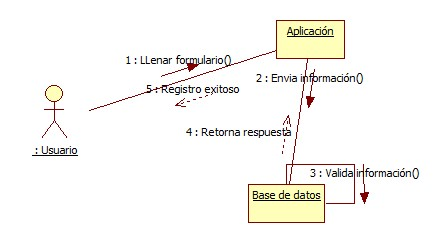 Aplicación
1 : LLenar formulario()
2 : Envia información()
5 : Registro exitoso
4 : Retorna respuesta
: Usuario
3 : Valida información()
Base de datos